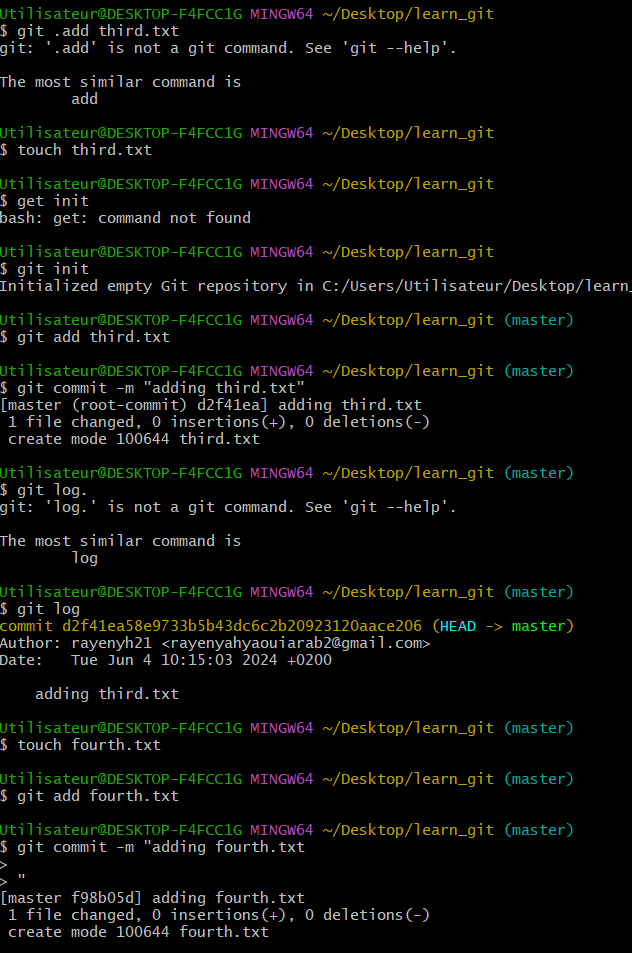 Utilisateur@DESKTOP-F4FCC1G MINGW64 ~/Desktop/learn_git
$ git .add third.txt
git: '.add' is not a git command. See 'git --help'.
The most similar command is
add
Utilisateur@DESKTOP-F4FCC1G MINGW64 ~/Desktop/learn_git
$ touch third.txt
Utilisateur@DESKTOP-F4FCC1G MINGW64 ~/Desktop/learn_git
$ get init
bash: get: command not found
Utilisateur@DESKTOP-F4FCC1G MINGW64 ~/Desktop/learn_git
$ git init
Initialized empty Git repository in C:/Users/Utilisateur/Desktop/learn_
Utilisateur@DESKTOP-F4FCC1G MINGW64 ~/Desktop/learn_git (master)
$ git add third.txt
Utilisateur@DESKTOP-F4FCC1G MINGW64 ~/Desktop/learn_git (master)
$ git commit -m "adding third.txt"
[master (root-commit) d2f41ea] adding third.txt
1 file changed, 0 insertions(+), 0 deletions(-)
create mode 100644 third.txt
Utilisateur@DESKTOP-F4FCC1G MINGW64 ~/Desktop/learn_git (master)
$ git log.
git: 'log.' is not a git command. See 'git --help'.
The most similar command is
log
Utilisateur@DESKTOP-F4FCC1G MINGW64 ~/Desktop/learn_git (master)
$ git log
commit d2f41ea58e9733b5b43dc6c2b20923120aace206 (HEAD -> master)
Author: rayenyh21 <rayenyahyaouiarab2@gmail.com>
Date:   Tue Jun 4 10:15:03 2024 +0200
adding third.txt
Utilisateur@DESKTOP-F4FCC1G MINGW64 ~/Desktop/learn_git (master)
$ touch fourth.txt
Utilisateur@DESKTOP-F4FCC1G MINGW64 ~/Desktop/learn_git (master)
$ git add fourth.txt
Utilisateur@DESKTOP-F4FCC1G MINGW64 ~/Desktop/learn_git (master)
$ git commit -m "adding fourth.txt
>
> "
[master f98b05d] adding fourth.txt
1 file changed, 0 insertions(+), 0 deletions(-)
create mode 100644 fourth.txt